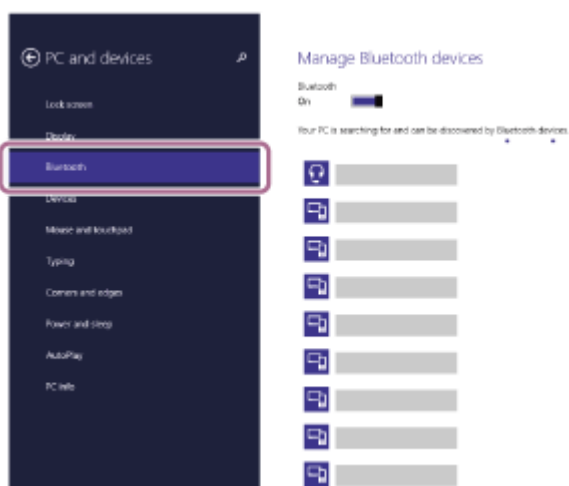 PC and devices
Lock screen
Display
Bluetooth
Devices
Mouse and touchpad
Typing
Corners and edges
Power and sleep
AutoPlay
PC info
Manage Bluetooth devices
Bluetooth
On
Your PC is searching for and can be discovered by Bluetooth devices.